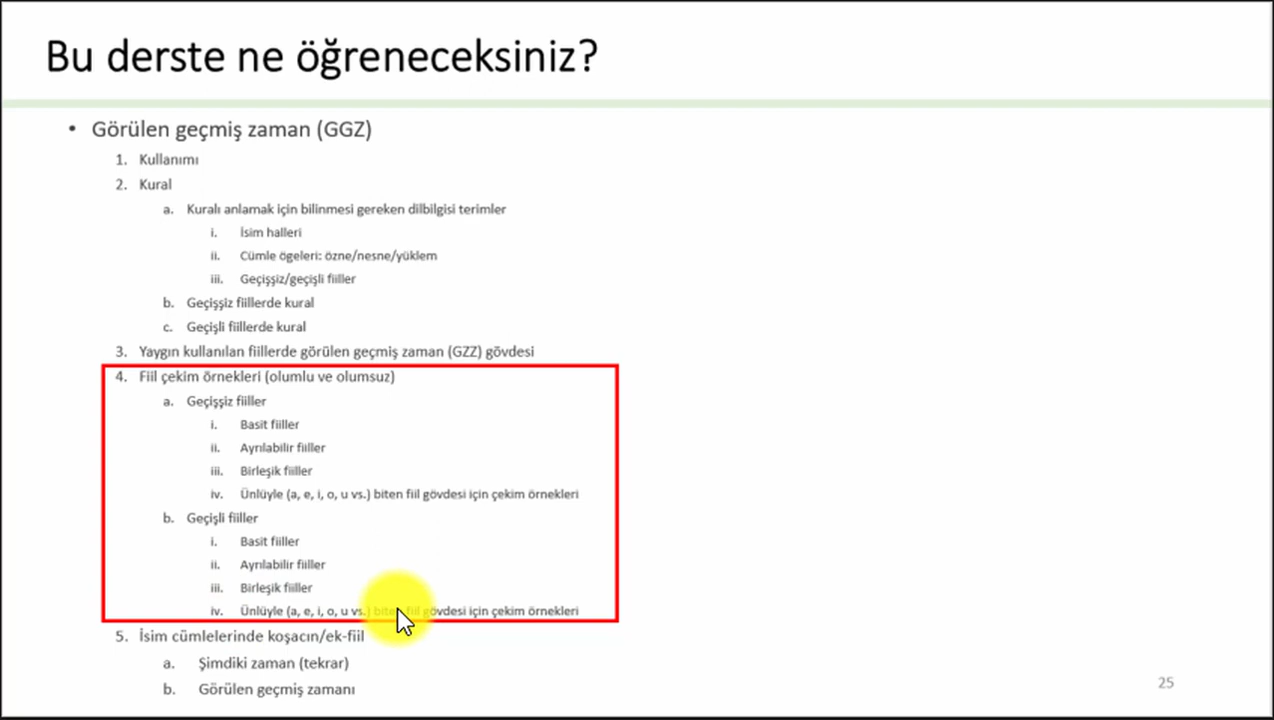 Bu derste ne öğreneceksiniz?
• Görülen geçmiş zaman (GGZ)
1. Kullanımı
2. Kural
a. Kuralı anlamak için bilinmesi gereken dilbilgisi terimler
i. İsim halleri
ii. Cümle ögeleri: özne/nesne/yüklem
iii. Geçişsiz/geçişli fiiller
b. Geçişsiz fiillerde kural
c. Geçişli fiillerde kural
3. Yaygın kullanılan fiillerde görülen geçmiş zaman (GZZ) gövdesi
4. Fiil çekim örnekleri (olumlu ve olumsuz)
a. Geçişsiz fiiller
i. Basit fiiller
ii. Ayrılabilir fiiller
iii. Birleşik fiiller
iv. Ünlüyle (a, e, i, o, u vs.) biten fiil gövdesi için çekim örnekleri
b. Geçişli fiiller
i. Basit fiiller
ii. Ayrılabilir fiiller
iii. Birleşik fiiller
iv. Ünlüyle (a, e, i, o, u vs.) biten fiil gövdesi için çekim örnekleri
5. İsim cümlelerinde koşacın/ek-fiil
a. Şimdiki zaman (tekrar)
b. Görülen geçmiş zamanı
25